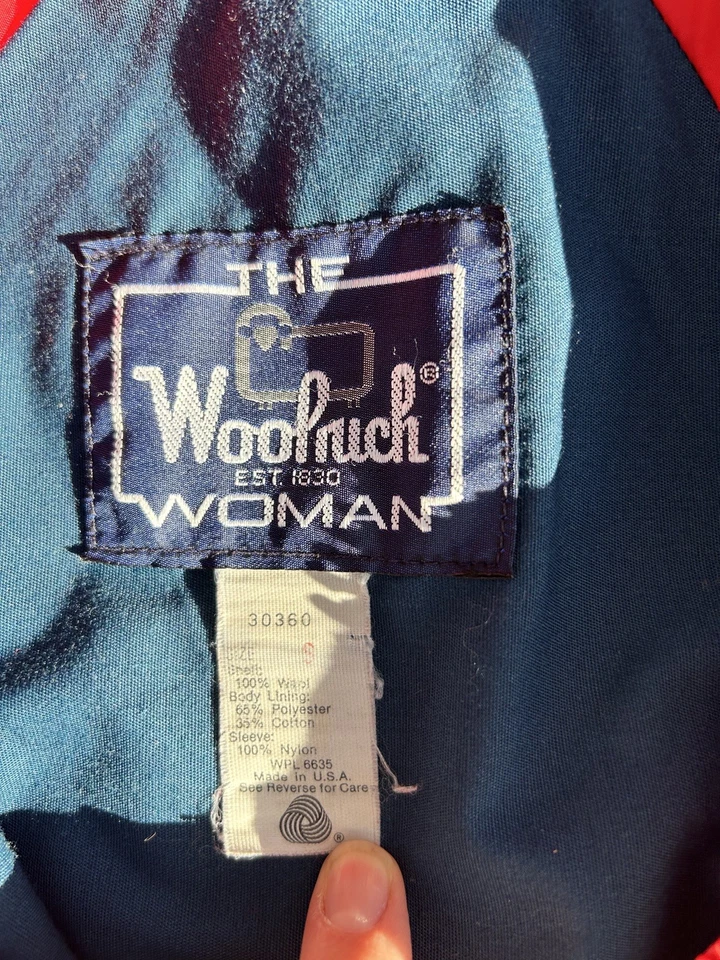 THE
Woolrich®
EST. 1830
WOMAN
30360
SIZE
Shell:
100% Wool
Body Lining:
65% Polyester
35% Cotton
Sleeve:
100% Nylon
WPL 6635
Made in U.S.A.
See Reverse for Care
®